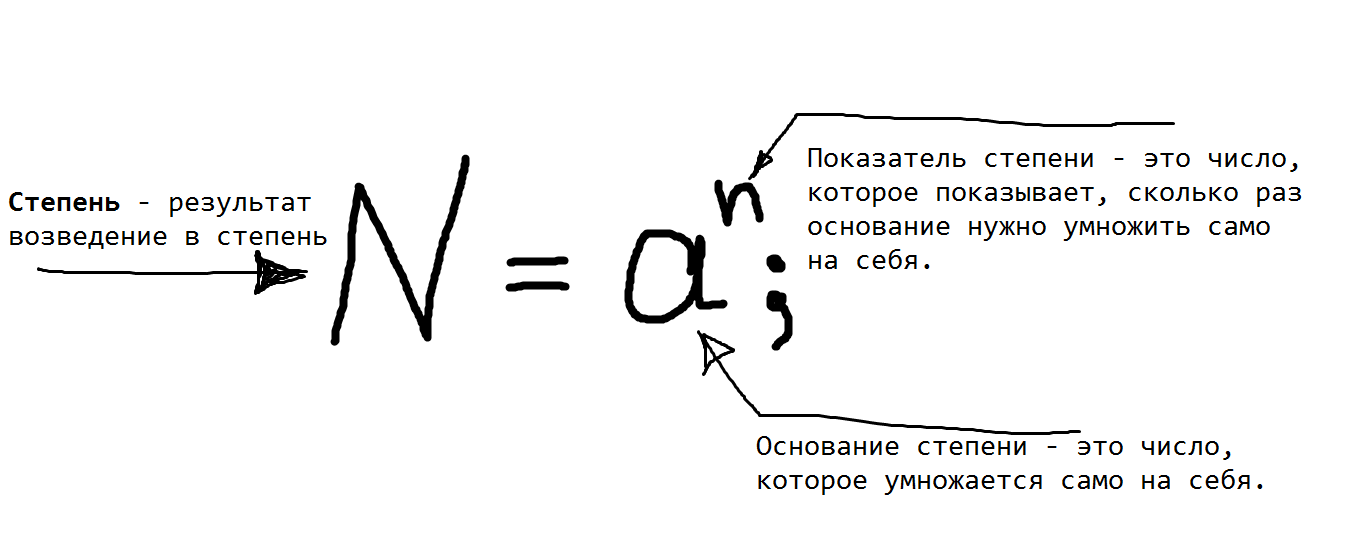 Степень - результат
возведение в степень
N = aⁿ;
Показатель степени - это число,
которое показывает, сколько раз
основание нужно умножить само
на себя.
Основание степени - это число,
которое умножается само на себя.